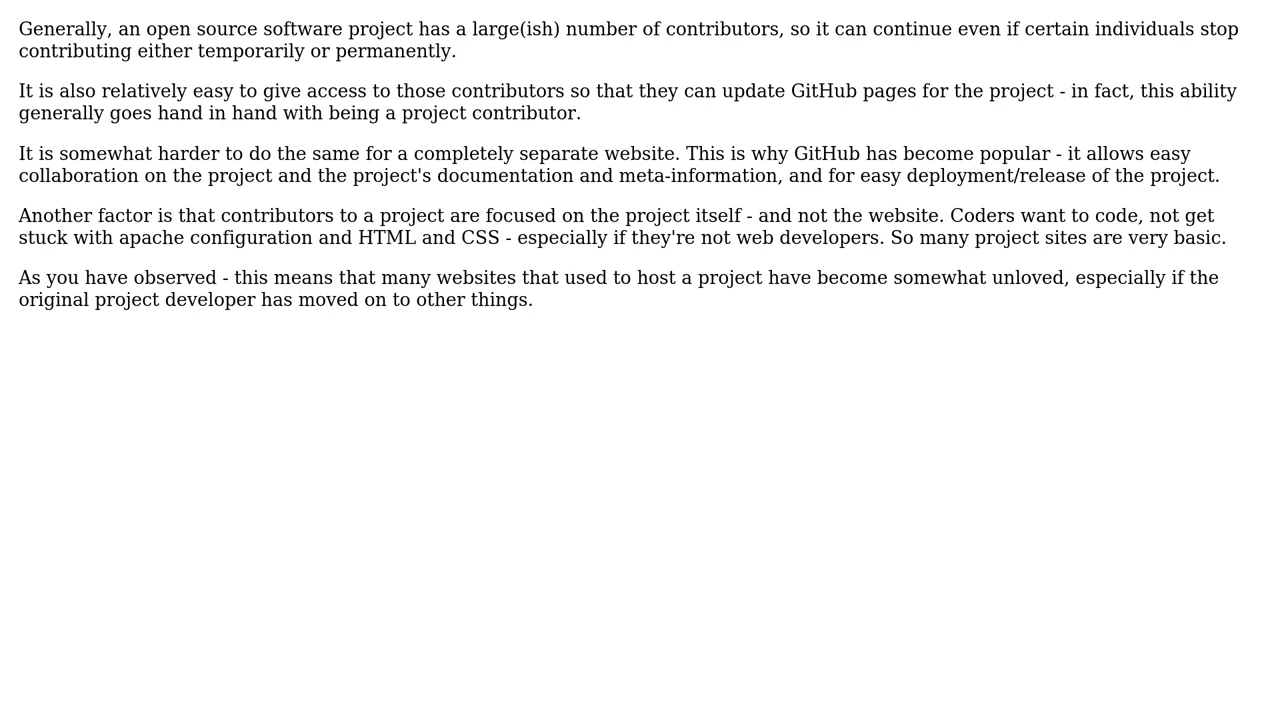 Generally, an open source software project has a large(ish) number of contributors, so it can continue even if certain individuals stop
contributing either temporarily or permanently.
It is also relatively easy to give access to those contributors so that they can update GitHub pages for the project - in fact, this ability
generally goes hand in hand with being a project contributor.
It is somewhat harder to do the same for a completely separate website. This is why GitHub has become popular - it allows easy
collaboration on the project and the project's documentation and meta-information, and for easy deployment/release of the project.
Another factor is that contributors to a project are focused on the project itself - and not the website. Coders want to code, not get
stuck with apache configuration and HTML and CSS - especially if they're not web developers. So many project sites are very basic.
As you have observed - this means that many websites that used to host a project have become somewhat unloved, especially if the
original project developer has moved on to other things.